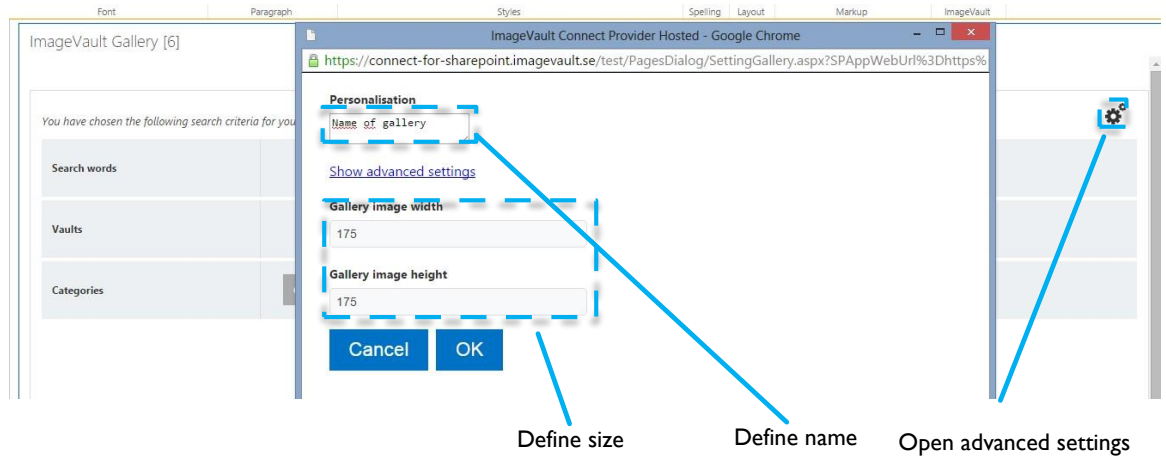 Font Paragraph Styles Spelling Layout Markup ImageVault
ImageVault Gallery [6]
ImageVault Connect Provider Hosted - Google Chrome
https://connect-for-sharepoint.imagevault.se/test/PagesDialog/SettingGallery.aspx?SPAppWebUrl%3Dhttps%
Personalisation
Name of gallery
You have chosen the following search criteria for you
Search words
Show advanced settings
Gallery image width
Vaults
175
Gallery image height
Categories
175
Cancel OK
Define size Define name Open advanced settings